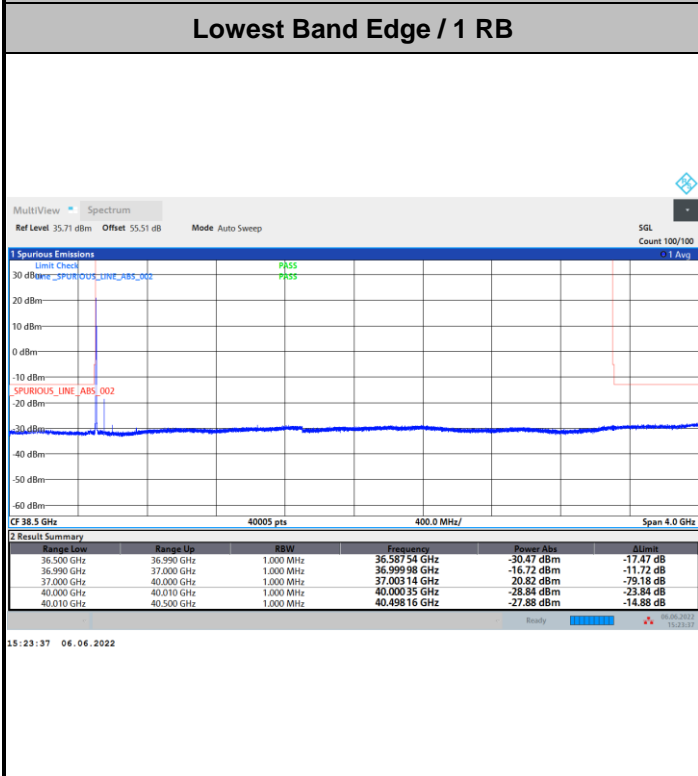 Lowest Band Edge / 1 RB
MultiView Spectrum
Ref Level 35.71 dBm Offset 55.51 dB Mode Auto Sweep SGL
Count 100/100
1 Spurious Emissions 1 Avg
Limit Check PASS
Line _SPURIOUS_LINE_ABS_002 PASS
30 dBm
20 dBm
10 dBm
0 dBm
-10 dBm
_SPURIOUS_LINE_ABS_002
-20 dBm
-30 dBm
-40 dBm
-50 dBm
-60 dBm
CF 38.5 GHz 40005 pts 400.0 MHz/ Span 4.0 GHz
2 Result Summary
Range Low Range Up RBW Frequency Power Abs ΔLimit
36.500 GHz 36.990 GHz 1.000 MHz 36.587 54 GHz -30.47 dBm -17.47 dB
36.990 GHz 37.000 GHz 1.000 MHz 36.999 98 GHz -16.72 dBm -11.72 dB
37.000 GHz 40.000 GHz 1.000 MHz 37.003 14 GHz 20.82 dBm -79.18 dB
40.000 GHz 40.010 GHz 1.000 MHz 40.000 35 GHz -28.84 dBm -23.84 dB
40.010 GHz 40.500 GHz 1.000 MHz 40.498 16 GHz -27.88 dBm -14.88 dB
Ready 06.06.2022
15:23:37
15:23:37 06.06.2022